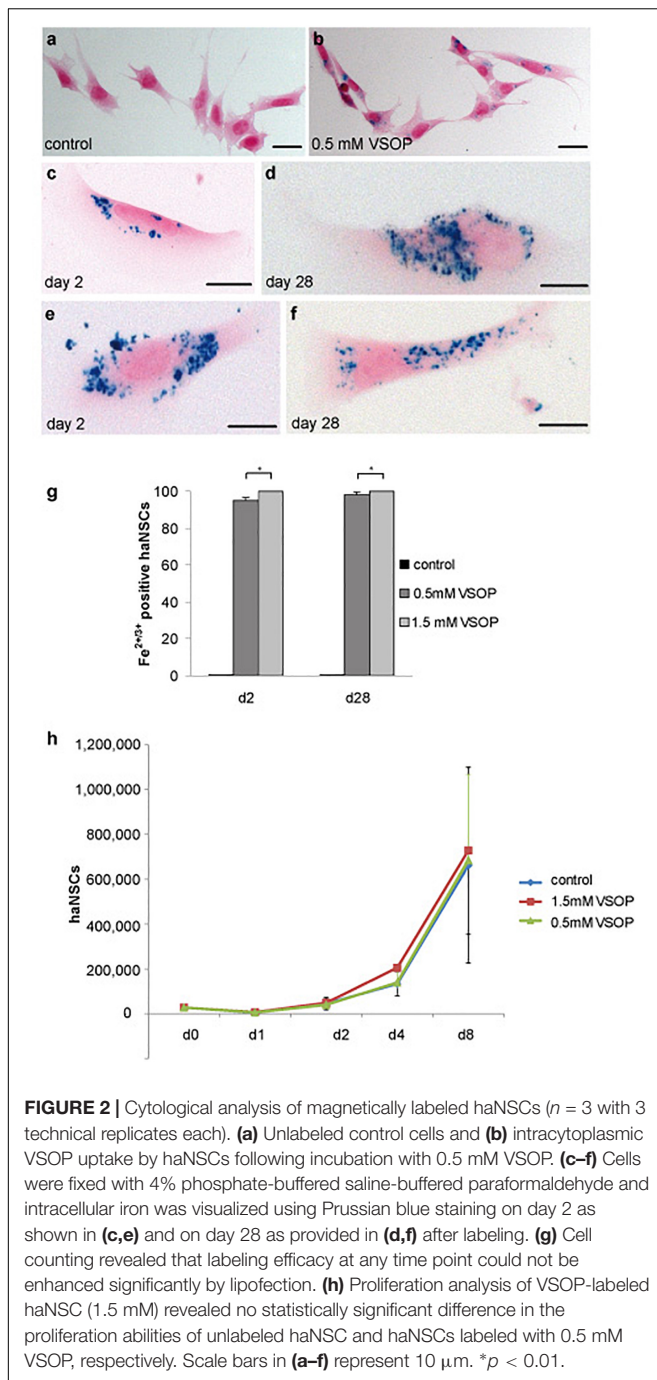 a
b
control
0.5 mM VSOP
c
d
day 2
day 28
e
f
day 2
day 28
g
* *
100
80
60
40
20
0
Fe2+/3+ positive haNSCs
control
0.5mM VSOP
1.5 mM VSOP
d2 d28
h
1,200,000
1,000,000
800,000
600,000
400,000
200,000
0
haNSCs
control
1.5mM VSOP
0.5mM VSOP
d0 d1 d2 d4 d8
FIGURE 2 | Cytological analysis of magnetically labeled haNSCs (n = 3 with 3
technical replicates each). (a) Unlabeled control cells and (b) intracytoplasmic
VSOP uptake by haNSCs following incubation with 0.5 mM VSOP. (c–f) Cells
were fixed with 4% phosphate-buffered saline-buffered paraformaldehyde and
intracellular iron was visualized using Prussian blue staining on day 2 as
shown in (c,e) and on day 28 as provided in (d,f) after labeling. (g) Cell
counting revealed that labeling efficacy at any time point could not be
enhanced significantly by lipofection. (h) Proliferation analysis of VSOP-labeled
haNSC (1.5 mM) revealed no statistically significant difference in the
proliferation abilities of unlabeled haNSC and haNSCs labeled with 0.5 mM
VSOP, respectively. Scale bars in (a–f) represent 10 μm. *p < 0.01.